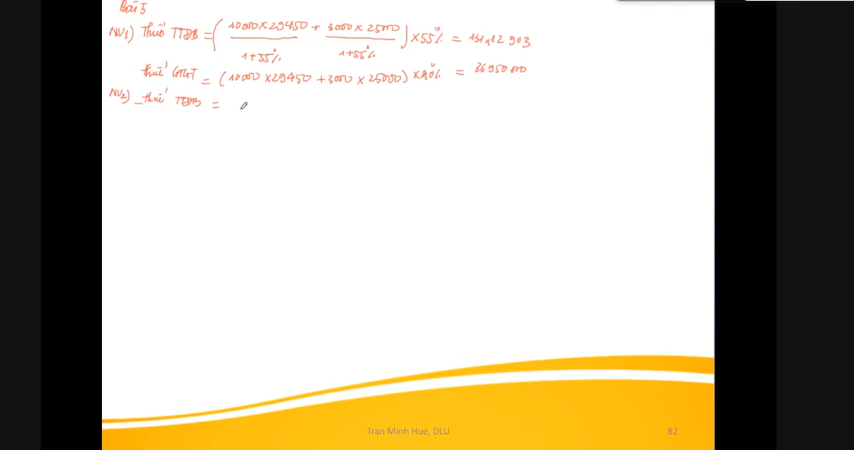 Bài 5
NV1) Thuế TTĐB = ( 10000 x 29450 / 1+55% + 3000 x 25000 / 1+55% ) x 55% = 131,112 903
thuế GTGT = ( 10000 x 29450 + 3000 x 25000 ) x 10% = 36 950 000
NV2) _ thuế TTĐB =
Tran Minh Hue, DLU 82